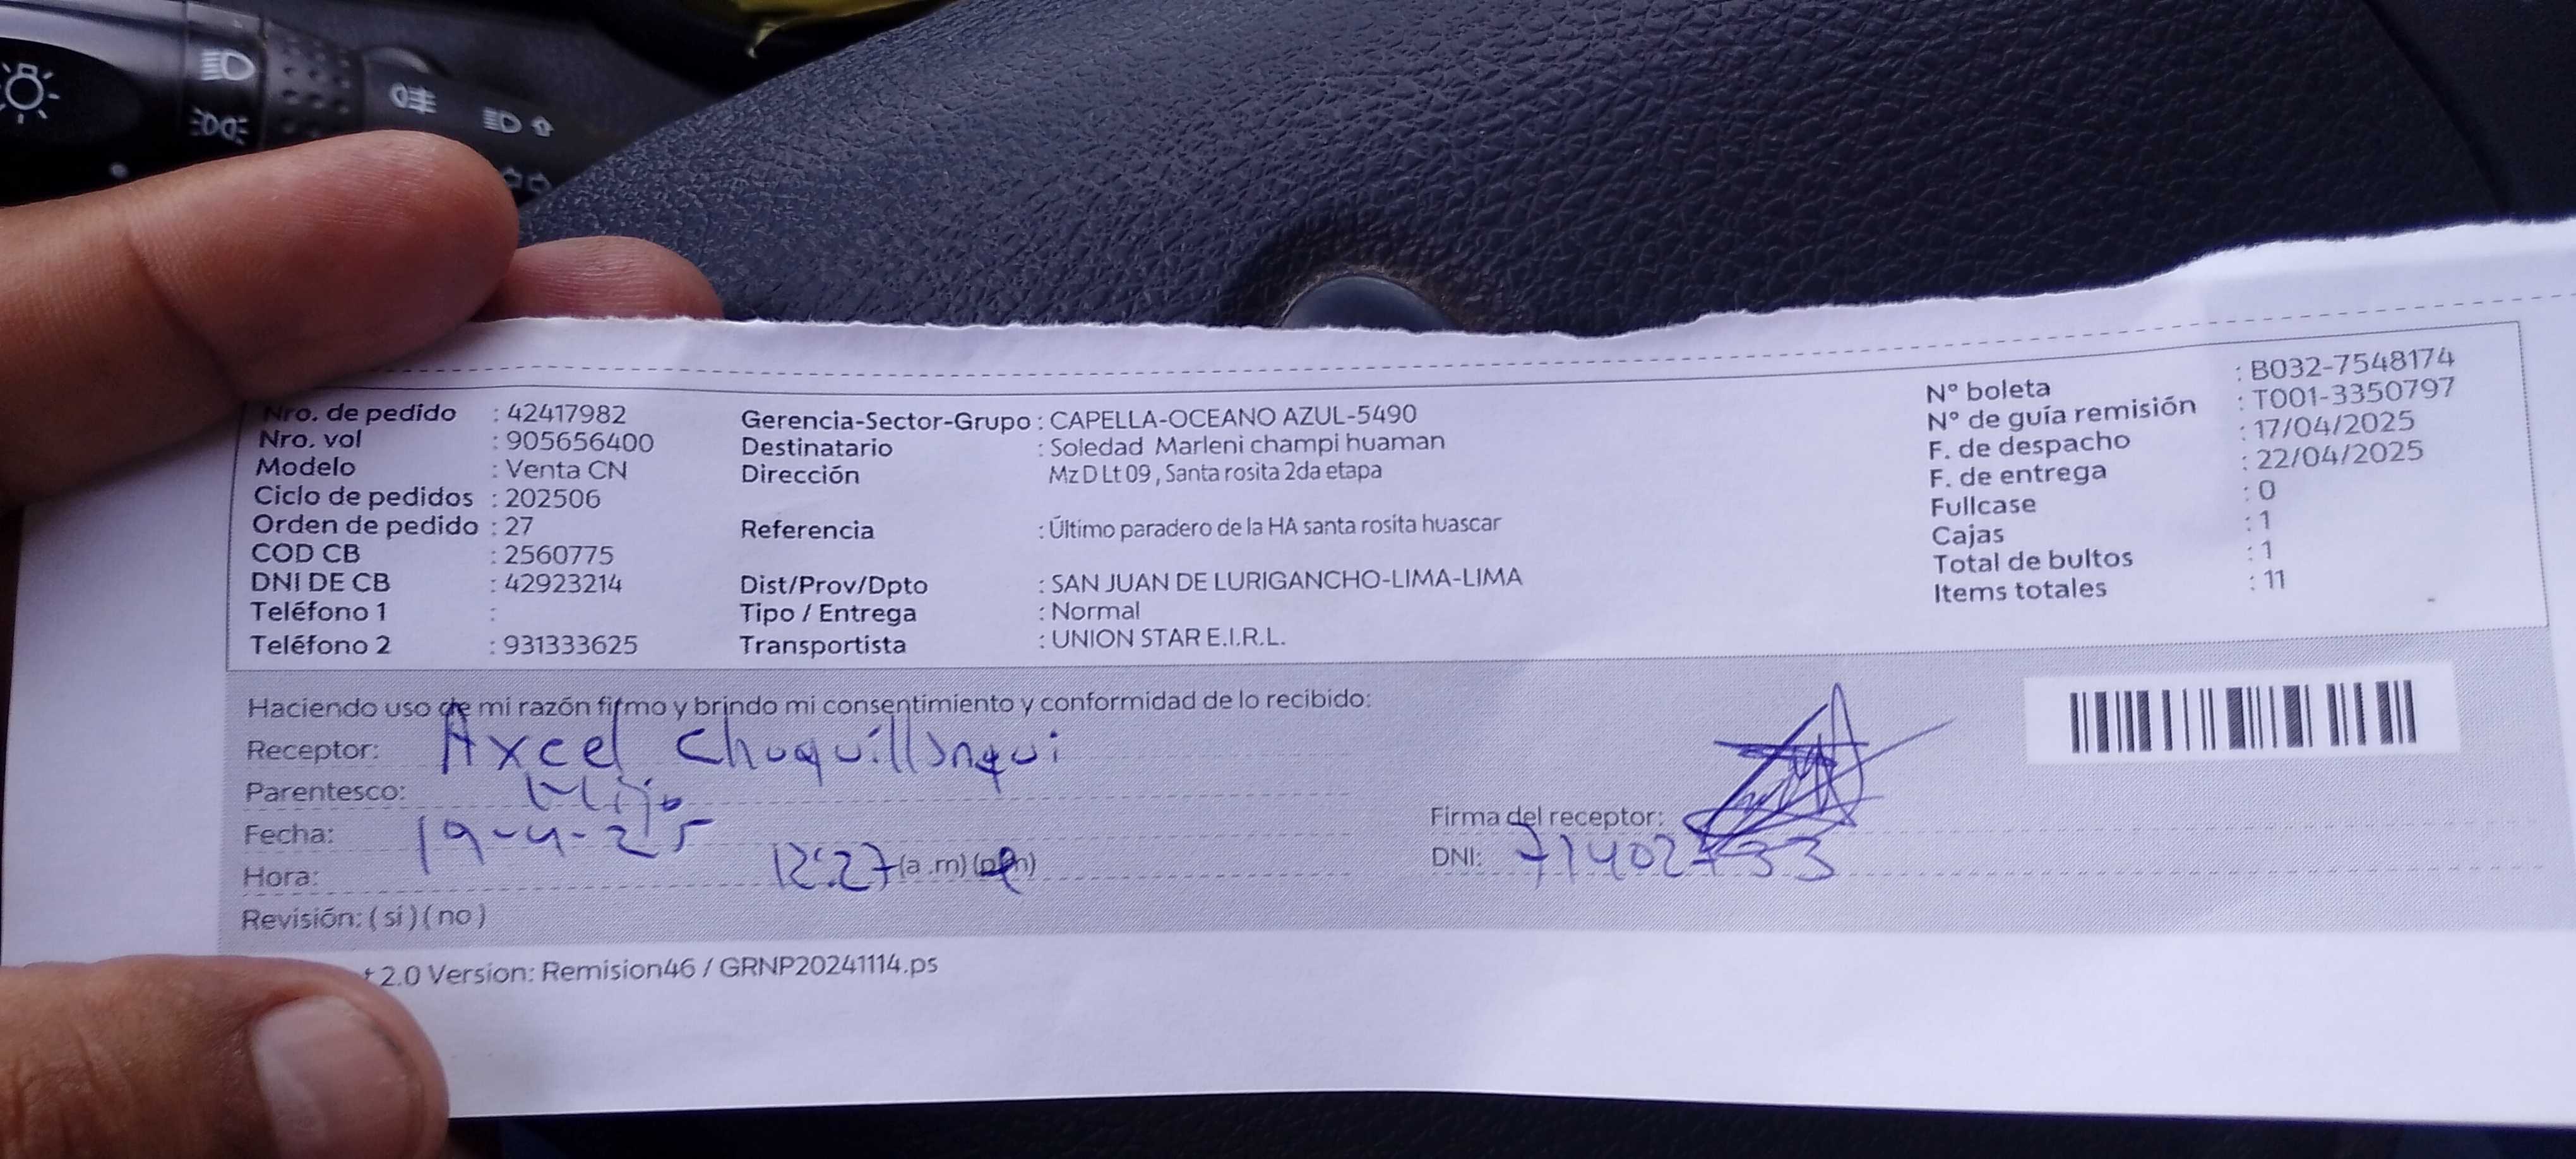 Nro. de pedido : 42417982
Nro. vol : 905656400
Modelo : Venta CN
Ciclo de pedidos : 202506
Orden de pedido : 27
COD CB : 2560775
DNI DE CB : 42923214
Teléfono 1 :
Teléfono 2 : 931333625
Gerencia-Sector-Grupo : CAPELLA-OCEANO AZUL-5490
Destinatario : Soledad Marleni champi huaman
Dirección Mz D Lt 09 , Santa rosita 2da etapa
Referencia : Último paradero de la HA santa rosita huascar
Dist/Prov/Dpto : SAN JUAN DE LURIGANCHO-LIMA-LIMA
Tipo / Entrega : Normal
Transportista : UNION STAR E.I.R.L.
N° boleta : B032-7548174
N° de guía remisión : T001-3350797
F. de despacho : 17/04/2025
F. de entrega : 22/04/2025
Fullcase : 0
Cajas : 1
Total de bultos : 1
Items totales : 11
Haciendo uso de mi razón firmo y brindo mi consentimiento y conformidad de lo recibido:
Receptor: Axcel Chuquillanqui
Parentesco: Hijo
Fecha: 19-4-25
Hora: 12:27 (a.m) (p.m)
Revisión: (si) (no)
Firma del receptor:
DNI: 71402733
2.0 Version: Remision46 / GRNP20241114.ps